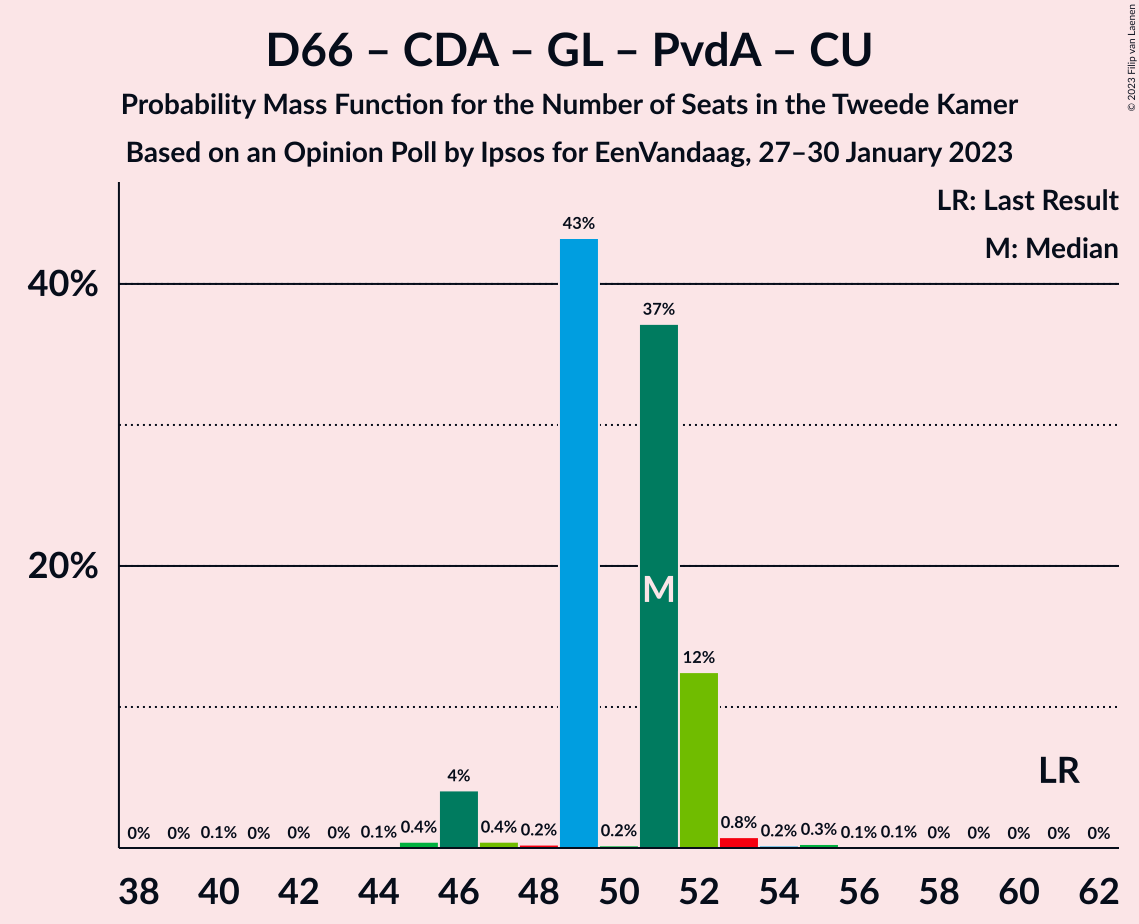 D66 – CDA – GL – PvdA – CU
Probability Mass Function for the Number of Seats in the Tweede Kamer
Based on an Opinion Poll by Ipsos for EenVandaag, 27–30 January 2023
© 2023 Filip van Laenen
LR: Last Result
M: Median
43%
40%
37%
20%
M
12%
LR
4%
0% 0% 0.1% 0% 0% 0% 0.1% 0.4% 0.4% 0.2% 0.2% 0.8% 0.2% 0.3% 0.1% 0.1% 0% 0% 0% 0% 0%
38 40 42 44 46 48 50 52 54 56 58 60 62